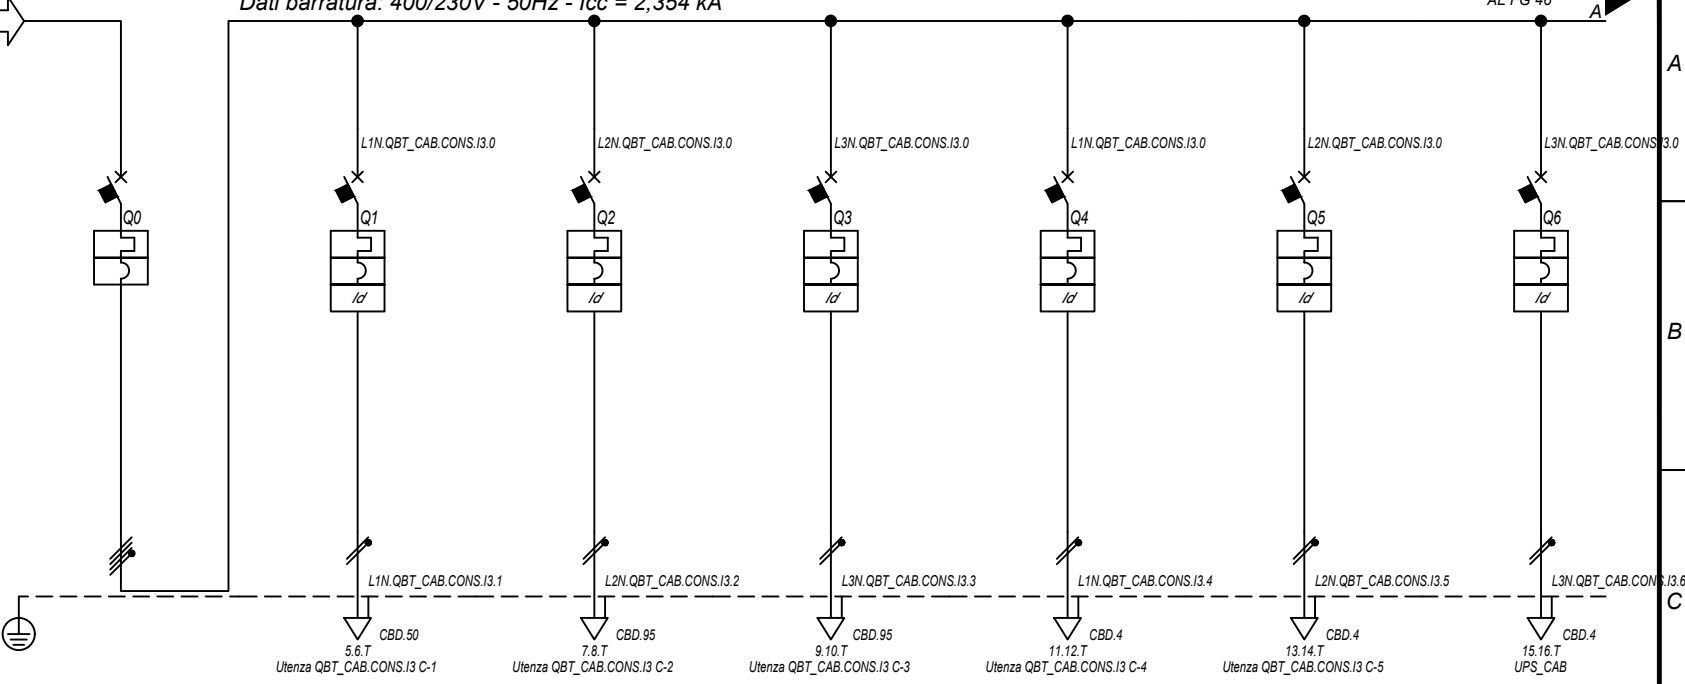 Dati barratura: 400/230V - 50Hz - Icc = 2,354 kA
A
A
L1N.QBT_CAB.CONS.I3.0
L2N.QBT_CAB.CONS.I3.0
L3N.QBT_CAB.CONS.I3.0
L1N.QBT_CAB.CONS.I3.0
L2N.QBT_CAB.CONS.I3.0
L3N.QBT_CAB.CONS.I3.0
Q0
Q1
Q2
Q3
Q4
Q5
Q6
Id
Id
Id
Id
Id
Id
B
L1N.QBT_CAB.CONS.I3.1
L2N.QBT_CAB.CONS.I3.2
L3N.QBT_CAB.CONS.I3.3
L1N.QBT_CAB.CONS.I3.4
L2N.QBT_CAB.CONS.I3.5
L3N.QBT_CAB.CONS.I3.6
C
CBD.50
CBD.95
CBD.95
CBD.4
CBD.4
CBD.4
5.6.T
7.8.T
9.10.T
11.12.T
13.14.T
15.16.T
Utenza QBT_CAB.CONS.I3 C-1
Utenza QBT_CAB.CONS.I3 C-2
Utenza QBT_CAB.CONS.I3 C-3
Utenza QBT_CAB.CONS.I3 C-4
Utenza QBT_CAB.CONS.I3 C-5
UPS_CAB